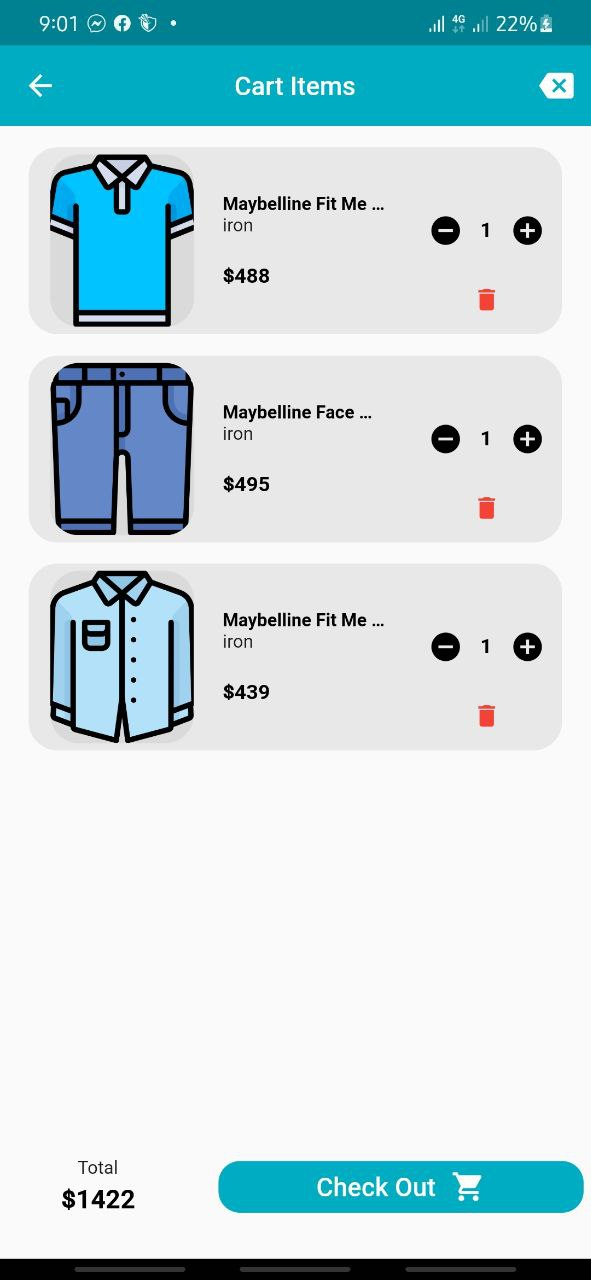 9:01 4G 22%
Cart Items
Maybelline Fit Me ...
iron
1
$488
Maybelline Face ...
iron
1
$495
Maybelline Fit Me ...
iron
1
$439
Total
$1422
Check Out